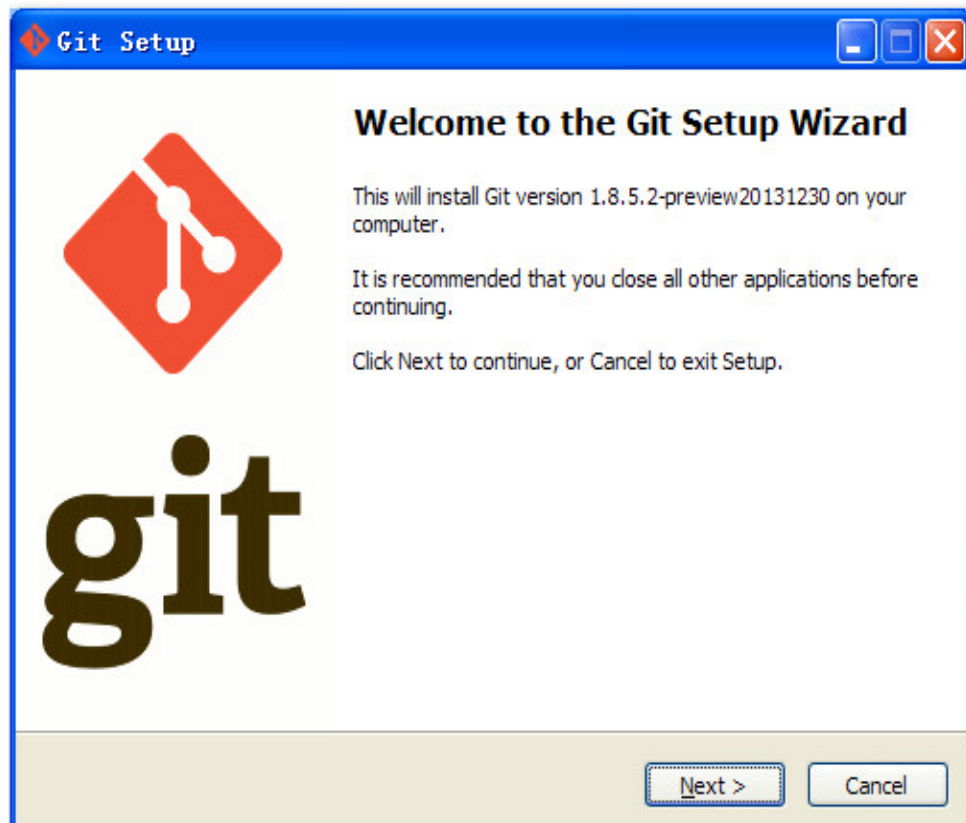 Git Setup
Welcome to the Git Setup Wizard
This will install Git version 1.8.5.2-preview20131230 on your
computer.
It is recommended that you close all other applications before
continuing.
Click Next to continue, or Cancel to exit Setup.
git
Next >
Cancel